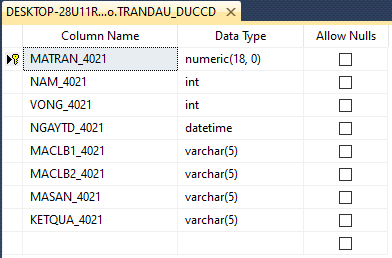 DESKTOP-28U11R...o.TRANDAU_DUCCD
Column Name Data Type Allow Nulls
MATRAN_4021 numeric(18, 0)
NAM_4021 int
VONG_4021 int
NGAYTD_4021 datetime
MACLB1_4021 varchar(5)
MACLB2_4021 varchar(5)
MASAN_4021 varchar(5)
KETQUA_4021 varchar(5)